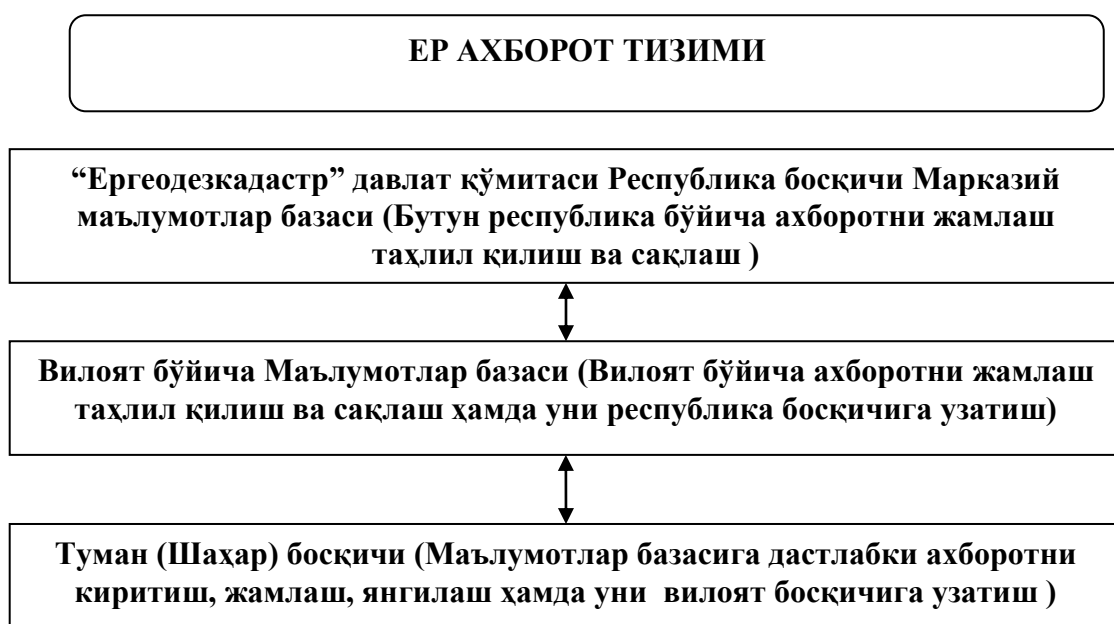 ЕР АХБОРОТ ТИЗИМИ
“Ергеодезкадастр” давлат қўмитаси Республика босқичи Марказий
маълумотлар базаси (Бутун республика бўйича ахборотни жамлаш
таҳлил қилиш ва сақлаш )
Вилоят бўйича Маълумотлар базаси (Вилоят бўйича ахборотни жамлаш
таҳлил қилиш ва сақлаш ҳамда уни республика босқичига узатиш)
Туман (Шаҳар) босқичи (Маълумотлар базасига дастлабки ахборотни
киритиш, жамлаш, янгилаш ҳамда уни вилоят босқичига узатиш )